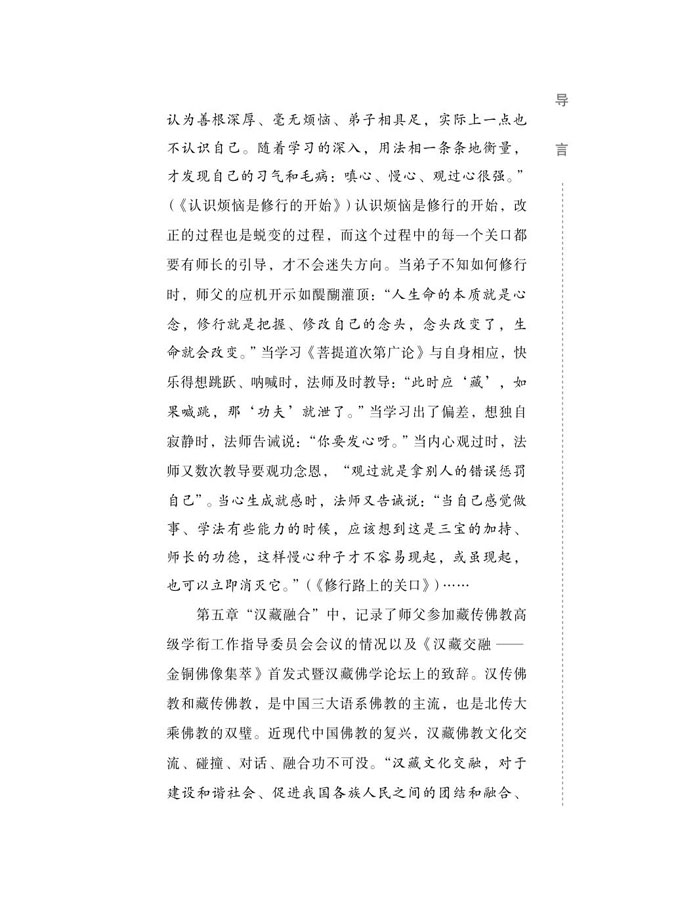 导
言
认为善根深厚、毫无烦恼、弟子相具足，实际上一点也
不认识自己。随着学习的深入，用法相一条条地衡量，
才发现自己的习气和毛病：嗔心、慢心、观过心很强。”
(《认识烦恼是修行的开始》) 认识烦恼是修行的开始，改
正的过程也是蜕变的过程，而这个过程中的每一个关口都
要有师长的引导，才不会迷失方向。当弟子不知如何修行
时，师父的应机开示如醍醐灌顶：“人生命的本质就是心
念，修行就是把握、修改自己的念头，念头改变了，生
命就会改变。”当学习《菩提道次第广论》与自身相应，快
乐得想跳跃、呐喊时，法师及时教导：“此时应‘藏’，如
果喊跳，那‘功夫’就泄了。”当学习出了偏差，想独自
寂静时，法师告诫说：“你要发心呀。”当内心观过时，法
师又数次教导要观功念恩，“观过就是拿别人的错误惩罚
自己”。当心生成就感时，法师又告诫说：“当自己感觉做
事、学法有些能力的时候，应该想到这是三宝的加持、
师长的功德，这样慢心种子才不容易现起，或虽现起，
也可以立即消灭它。”(《修行路上的关口》) ……
第五章“汉藏融合”中，记录了师父参加藏传佛教高
级学衔工作指导委员会会议的情况以及《汉藏交融 ——
金铜佛像集萃》首发式暨汉藏佛学论坛上的致辞。汉传佛
教和藏传佛教，是中国三大语系佛教的主流，也是北传大
乘佛教的双璧。近现代中国佛教的复兴，汉藏佛教文化交
流、碰撞、对话、融合功不可没。“汉藏文化交融，对于
建设和谐社会、促进我国各族人民之间的团结和融合、